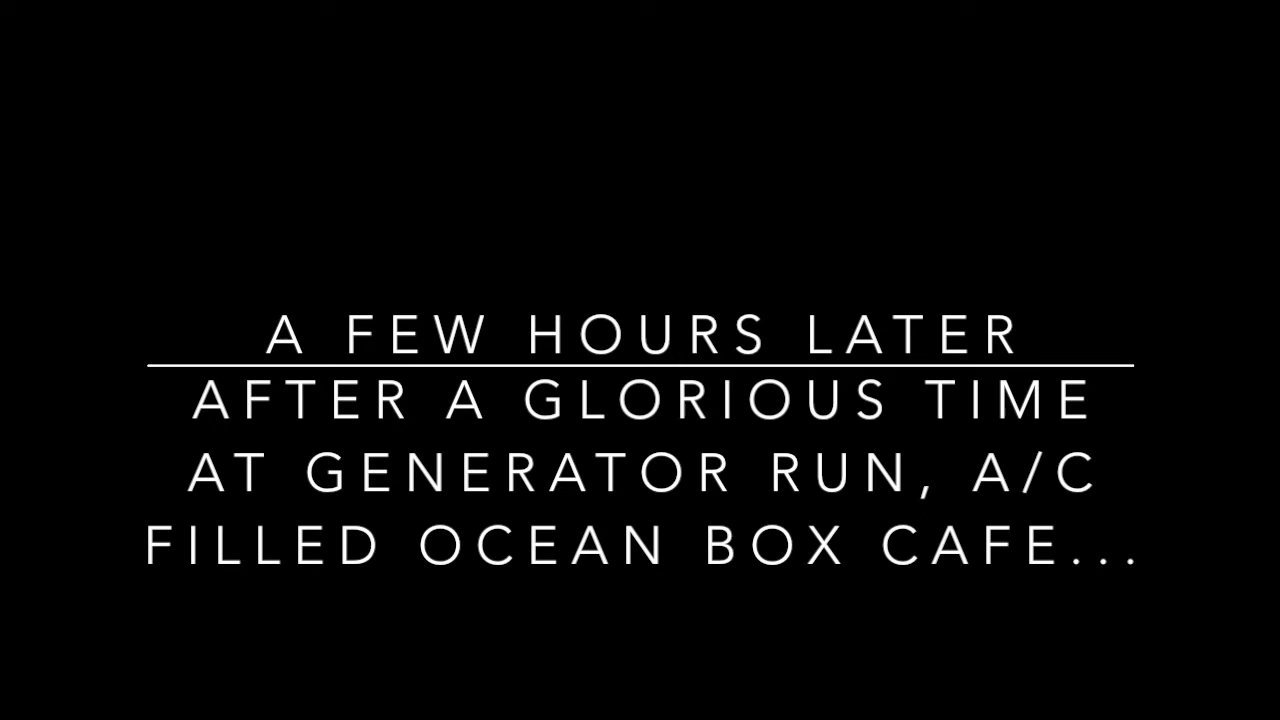 A FEW HOURS LATER
AFTER A GLORIOUS TIME
AT GENERATOR RUN, A/C
FILLED OCEAN BOX CAFE...